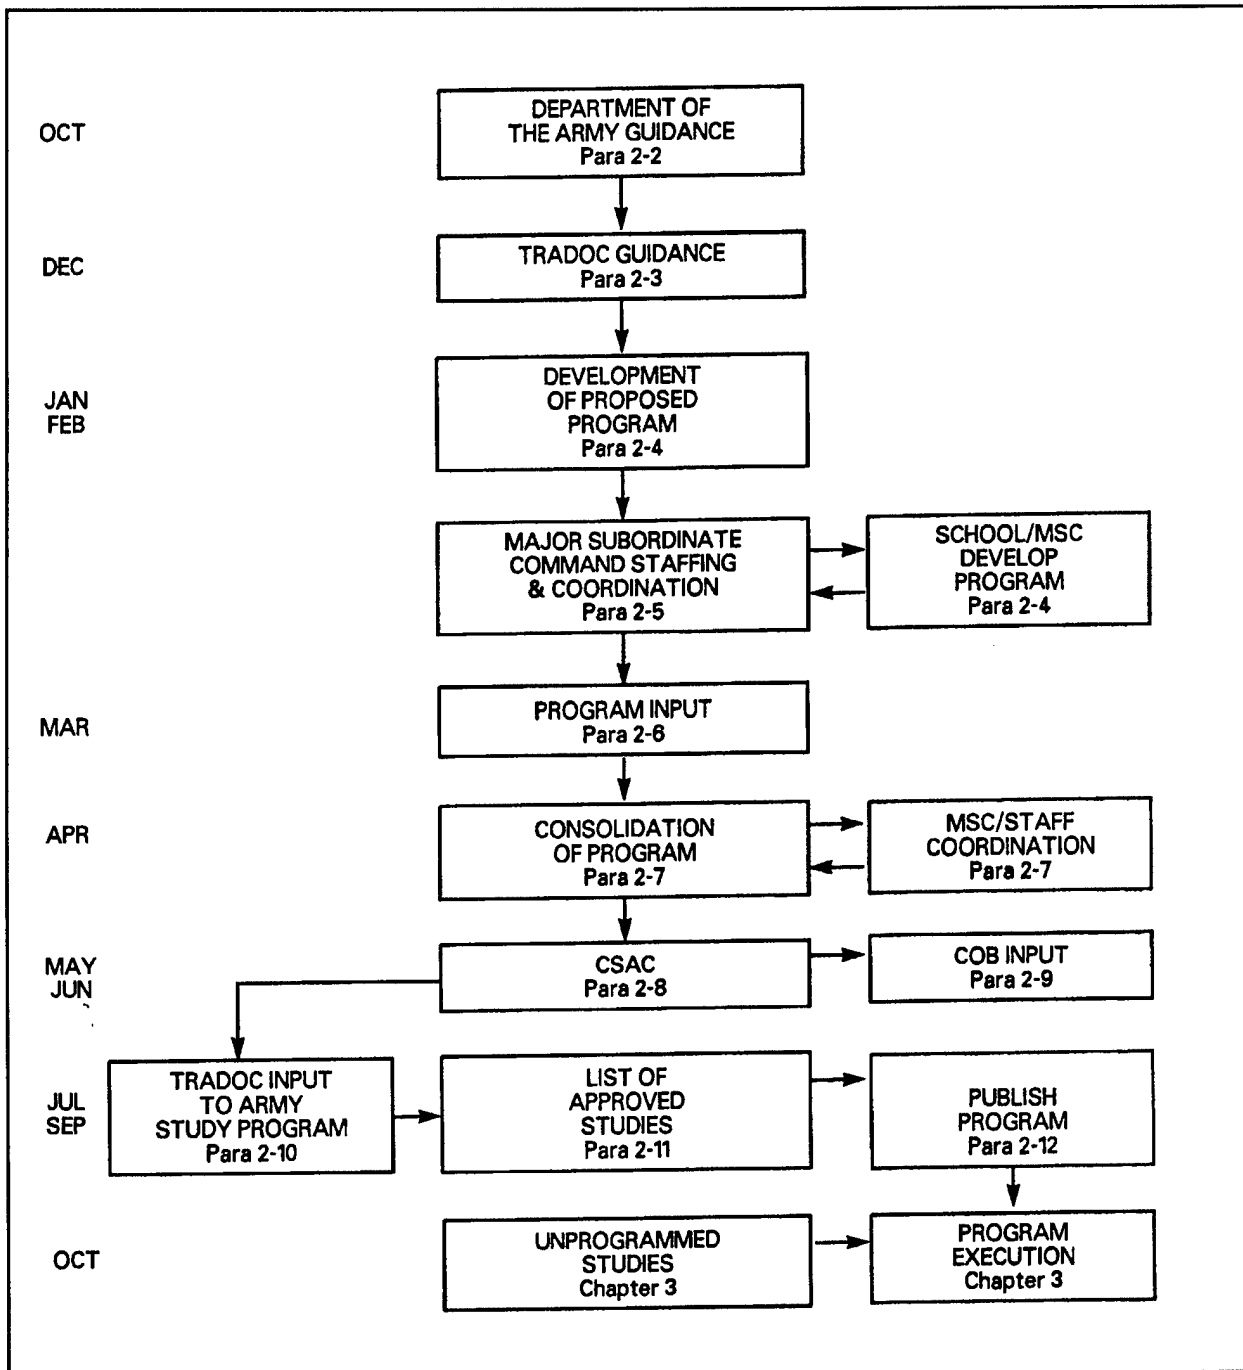 OCT
DEPARTMENT OF
THE ARMY GUIDANCE
Para 2-2
DEC
TRADOC GUIDANCE
Para 2-3
JAN
FEB
DEVELOPMENT
OF PROPOSED
PROGRAM
Para 2-4
MAJOR SUBORDINATE
COMMAND STAFFING
& COORDINATION
Para 2-5
SCHOOL/MSC
DEVELOP
PROGRAM
Para 2-4
MAR
PROGRAM INPUT
Para 2-6
APR
CONSOLIDATION
OF PROGRAM
Para 2-7
MSC/STAFF
COORDINATION
Para 2-7
MAY
JUN
CSAC
Para 2-8
COB INPUT
Para 2-9
JUL
SEP
TRADOC INPUT
TO ARMY
STUDY PROGRAM
Para 2-10
LIST OF
APPROVED
STUDIES
Para 2-11
PUBLISH
PROGRAM
Para 2-12
OCT
UNPROGRAMMED
STUDIES
Chapter 3
PROGRAM
EXECUTION
Chapter 3